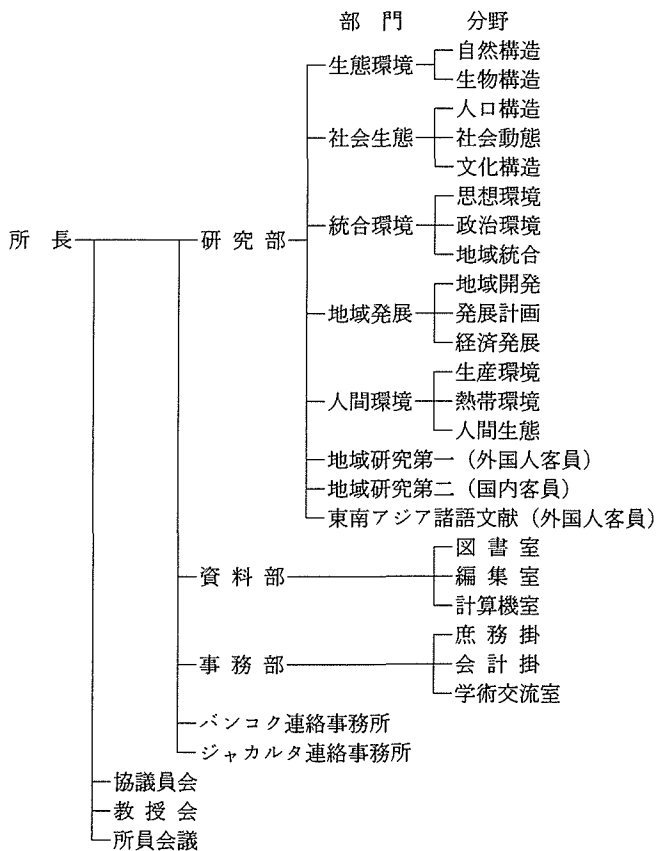 部門 分野
自然構造
生態環境
生物構造
人口構造
社会生態 社会動態
文化構造
思想環境
統合環境 政治環境
所長 研究部
地域統合
地域開発
地域発展 発展計画
経済発展
生産環境
人間環境 熱帯環境
人間生態
地域研究第一（外国人客員）
地域研究第二（国内客員）
東南アジア諸語文献（外国人客員）
図書室
資料部 編集室
計算機室
庶務掛
事務部 会計掛
学術交流室
バンコク連絡事務所
ジャカルタ連絡事務所
協議員会
教授会
所員会議